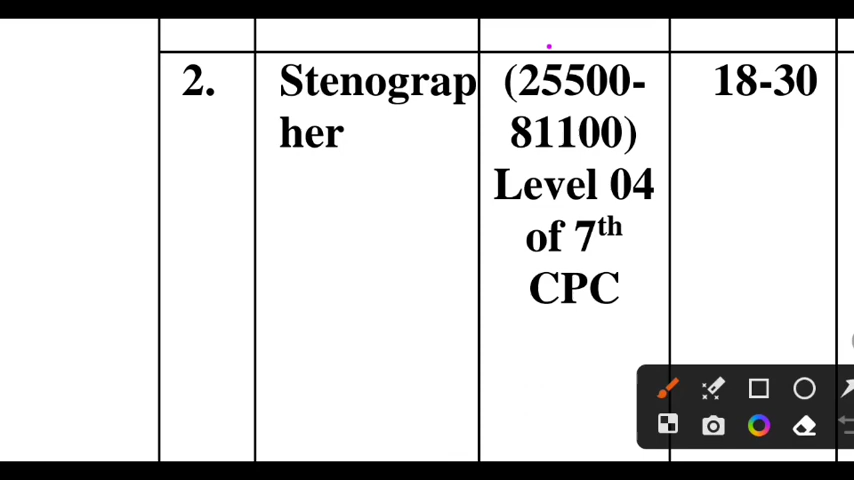 2. Stenograp (25500- 18-30
her 81100)
Level 04
of 7th
CPC